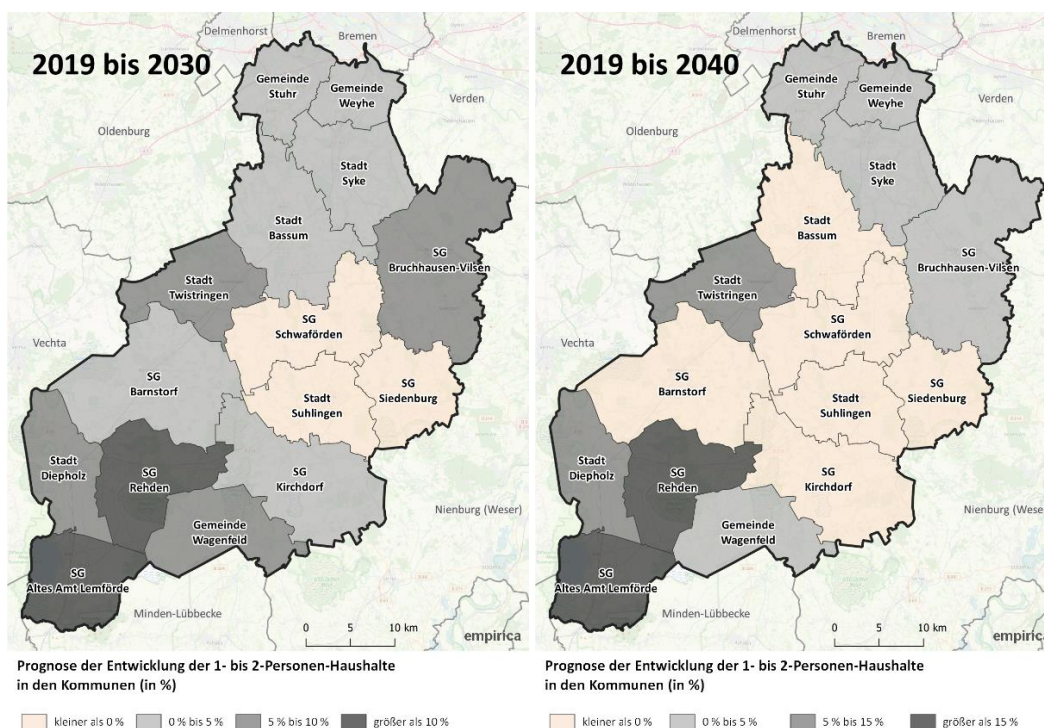 2019 bis 2030
Delmenhorst
Bremen
Gemeinde
Stuhr
Gemeinde
Weyhe
Verden
Oldenburg
Stadt
Syke
Stadt
Bassum
SG
Bruchhausen-Vilsen
Stadt
Twistringen
SG
Schwaförden
Vechta
SG
Barnstorf
Stadt
Suhlingen
SG
Siedenburg
Stadt
Diepholz
SG
Rehden
SG
Kirchdorf
Nienburg (Weser)
Gemeinde
Wagenfeld
SG
Altes Amt Lemförde
Minden-Lübbecke
0 5 10 km
empirica
Prognose der Entwicklung der 1- bis 2-Personen-Haushalte
in den Kommunen (in %)
kleiner als 0 % 0 % bis 5 % 5 % bis 10 % größer als 10 %
2019 bis 2040
Delmenhorst
Bremen
Gemeinde
Stuhr
Gemeinde
Weyhe
Verden
Oldenburg
Stadt
Syke
Stadt
Bassum
SG
Bruchhausen-Vilsen
Stadt
Twistringen
SG
Schwaförden
Vechta
SG
Barnstorf
Stadt
Suhlingen
SG
Siedenburg
Stadt
Diepholz
SG
Rehden
SG
Kirchdorf
Nienburg (Weser)
Gemeinde
Wagenfeld
SG
Altes Amt Lemförde
Minden-Lübbecke
0 5 10 km
empirica
Prognose der Entwicklung der 1- bis 2-Personen-Haushalte
in den Kommunen (in %)
kleiner als 0 % 0 % bis 5 % 5 % bis 15 % größer als 15 %